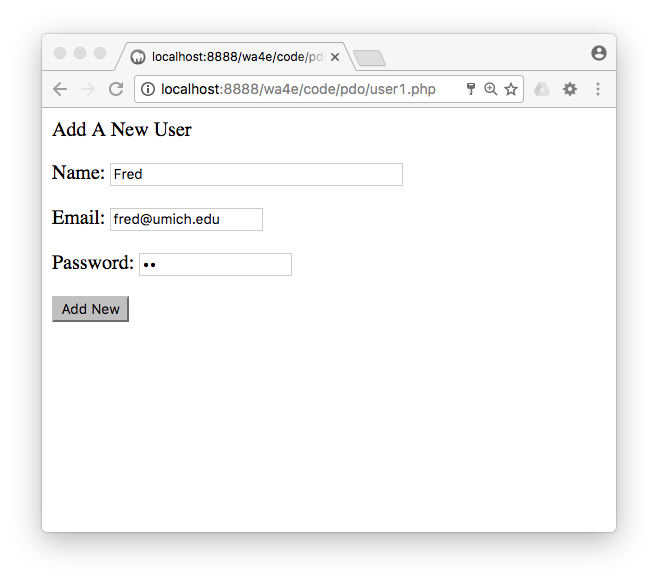 localhost:8888/wa4e/code/pd
localhost:8888/wa4e/code/pdo/user1.php
Add A New User
Name: Fred
Email: fred@umich.edu
Password: ••
Add New